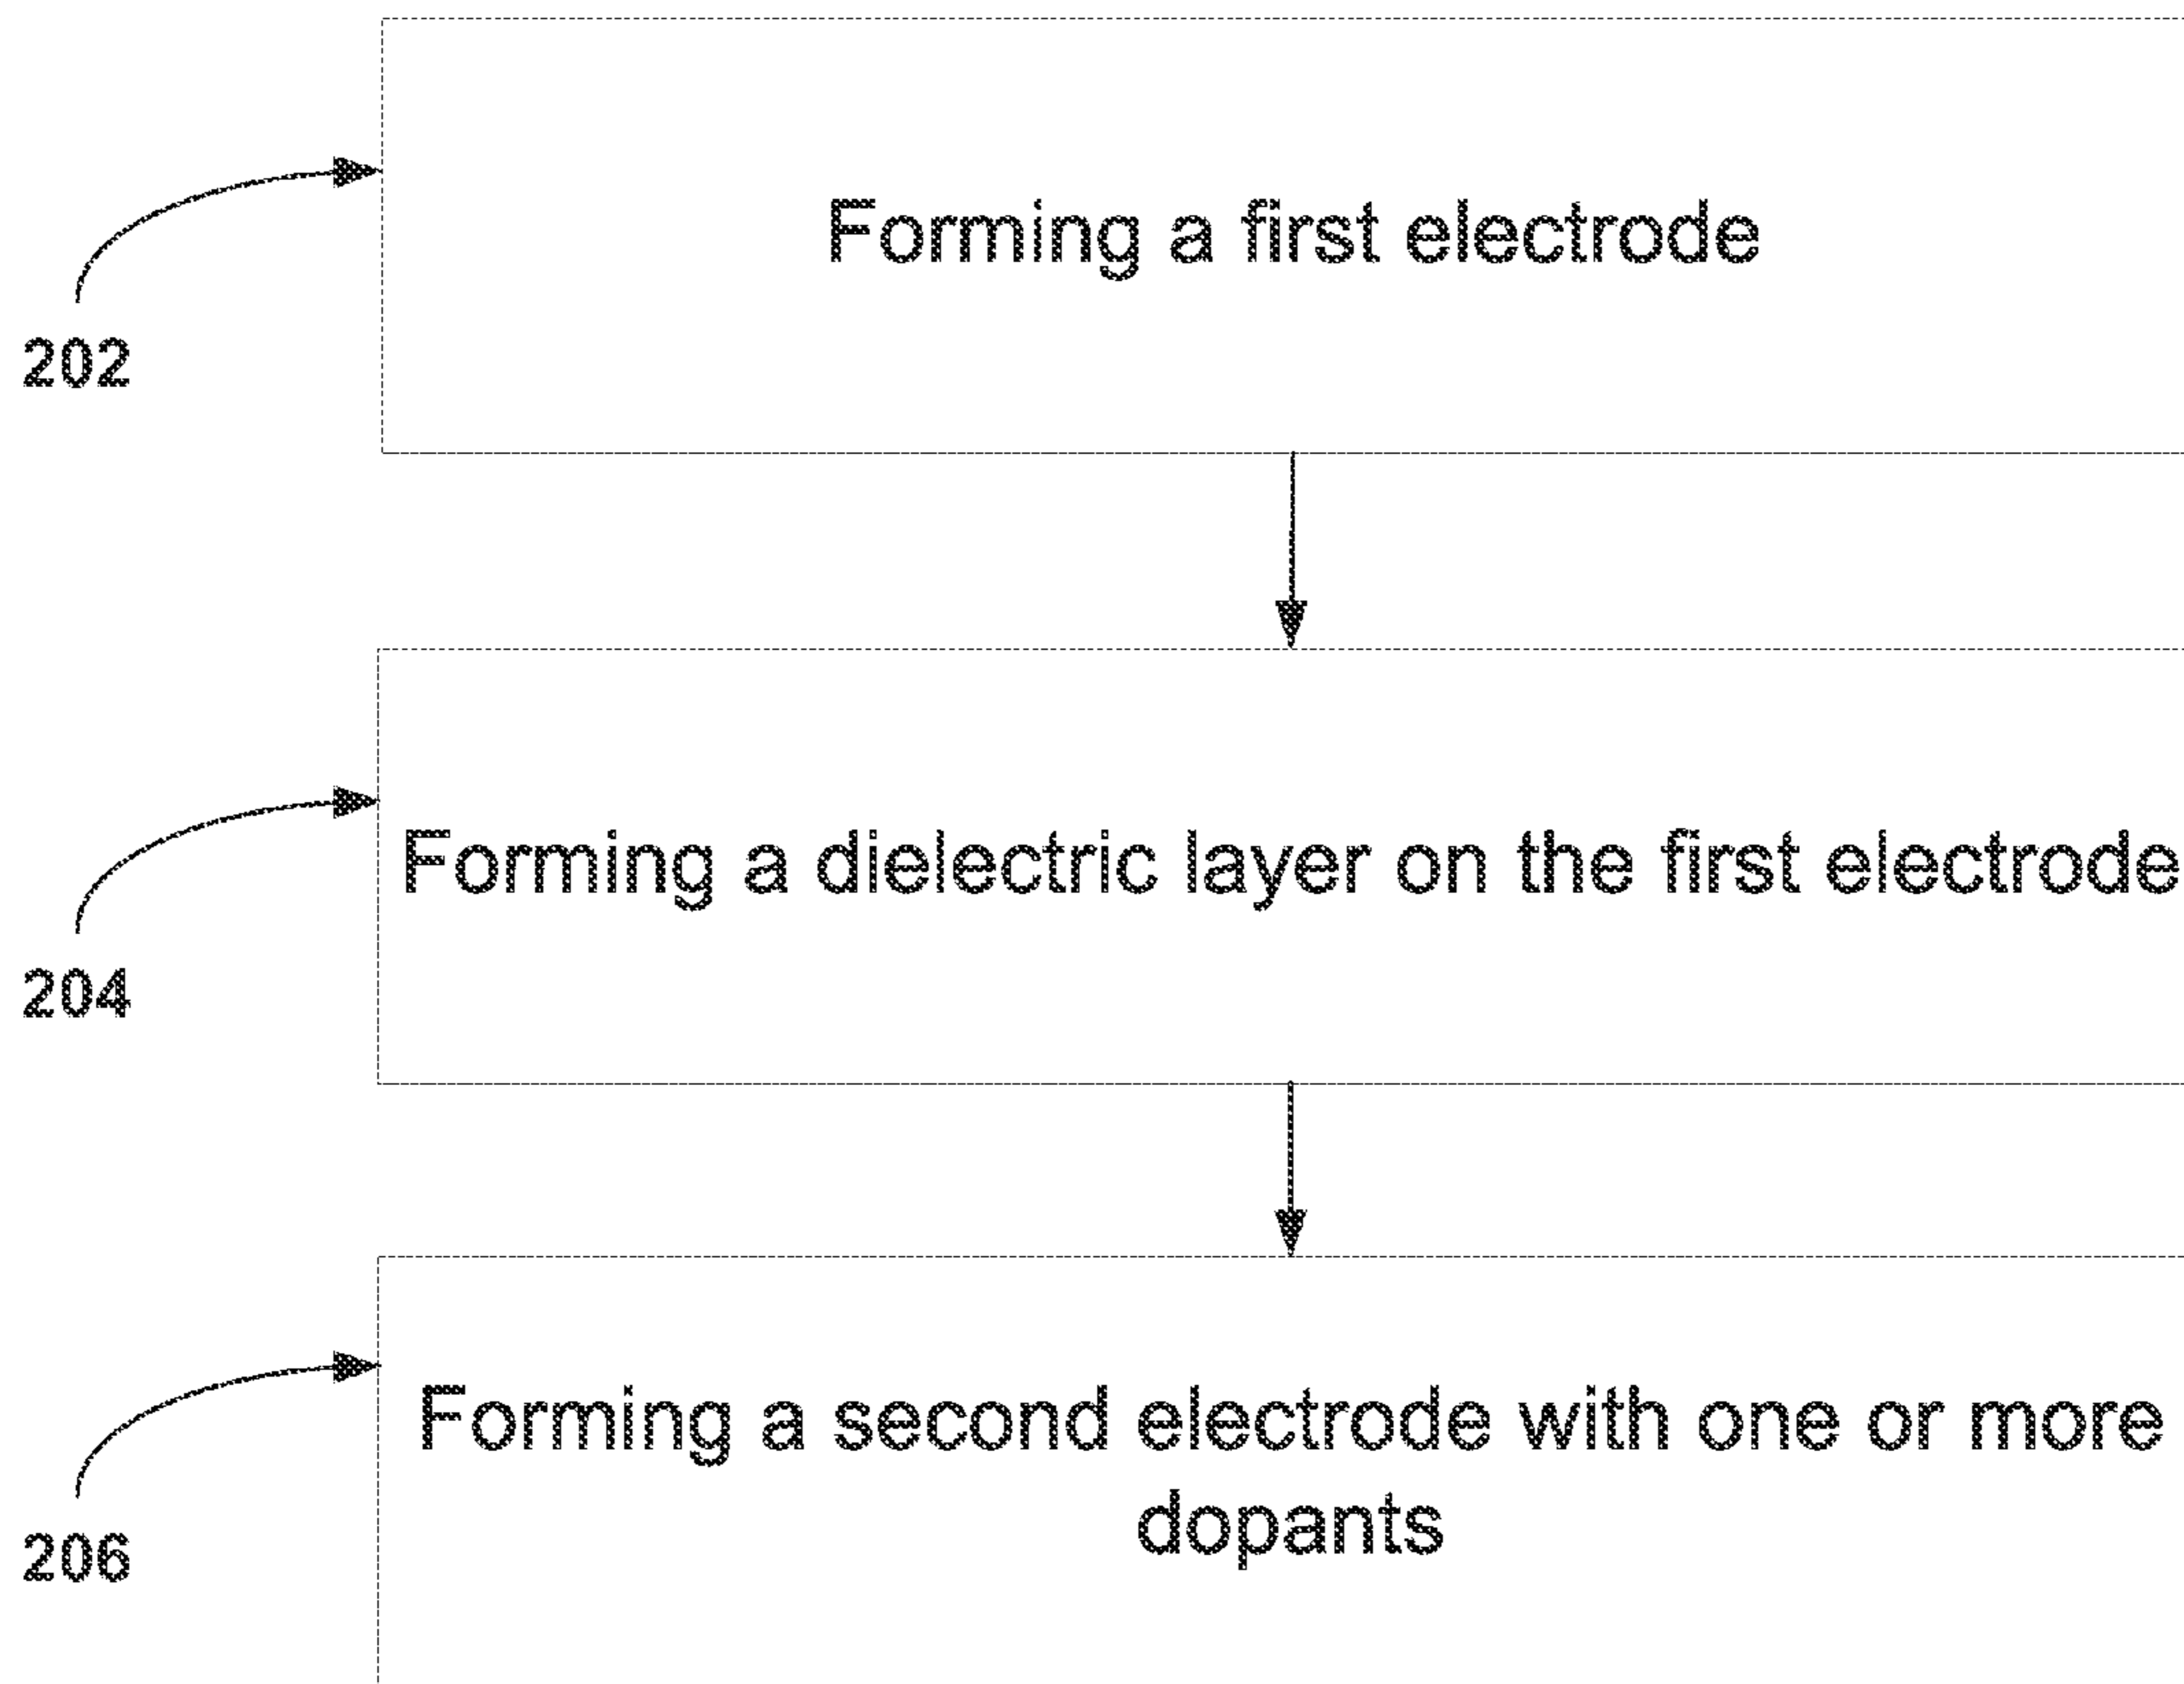 Forming a first electrode
202
Forming a dielectric layer on the first electrode
204
Forming a second electrode with one or more
dopants
206